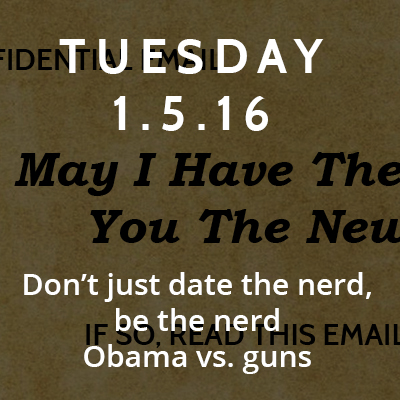 FIDENTIAL EMAIL
TUESDAY
1.5.16
May I Have The
You The New
Don’t just date the nerd,
be the nerd
IF SO, READ THIS EMAIL
Obama vs. guns